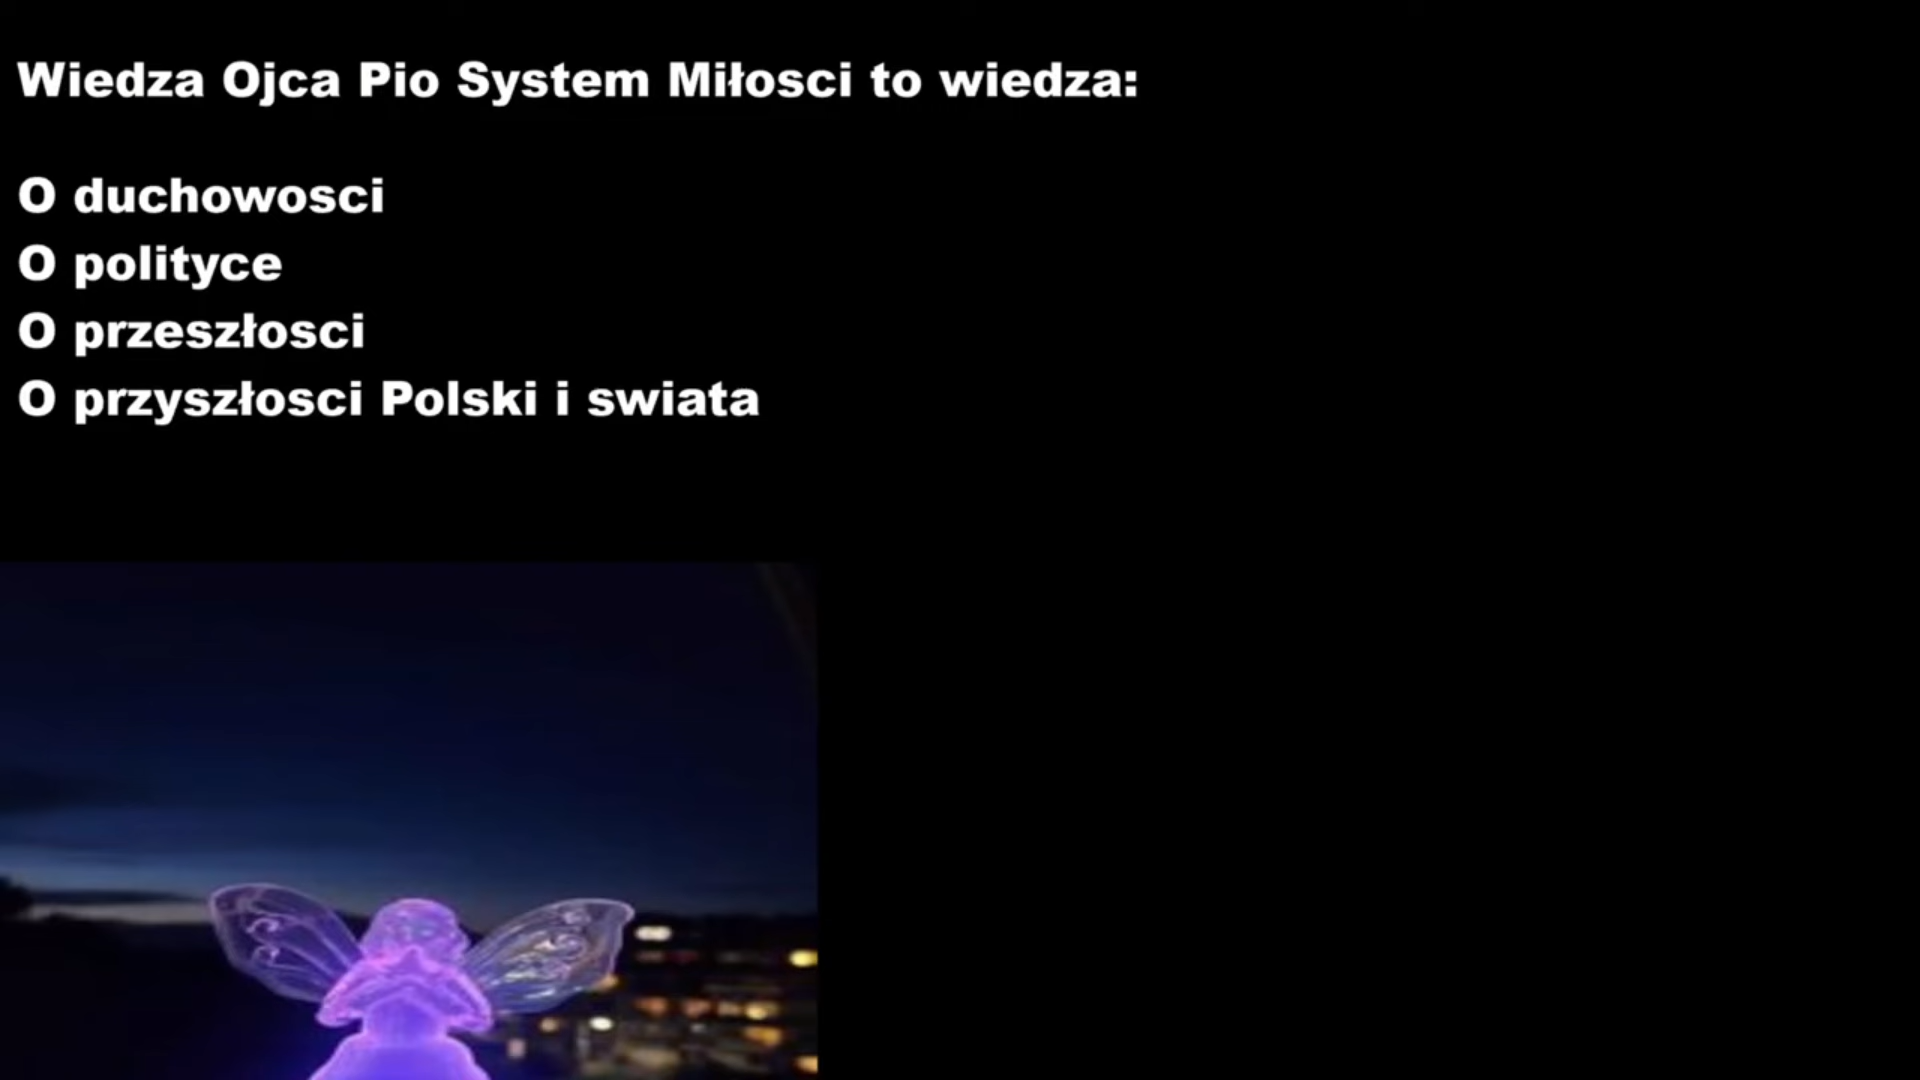 Wiedza Ojca Pio System Miłosci to wiedza:
O duchowosci
O polityce
O przeszłosci
O przyszłosci Polski i swiata